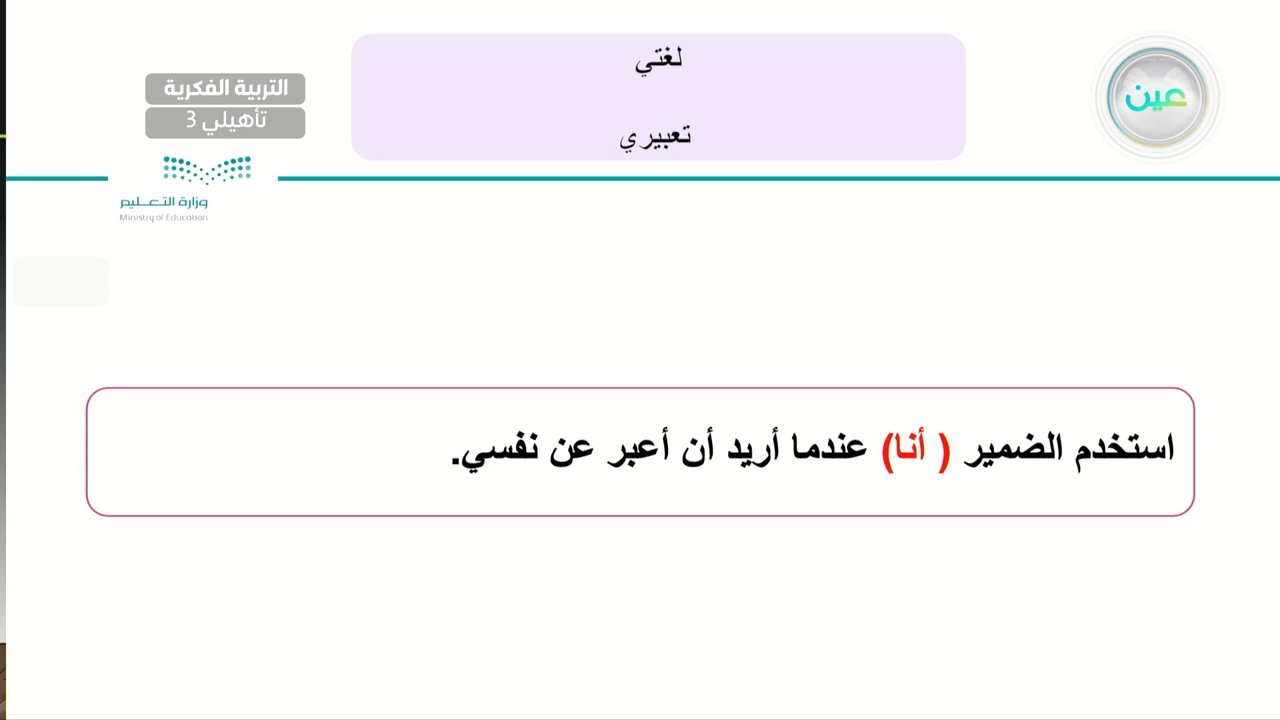 لغتي
تعبيري
عين
التربية الفكرية
تأهيلي 3
وزارة التعـــليم
Ministry of Education
استخدم الضمير ( أنا) عندما أريد أن أعبر عن نفسي.